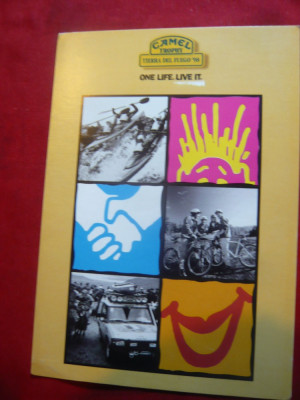 CAMEL
TROPHY
TIERRA DEL FUEGO '98
ONE LIFE. LIVE IT.